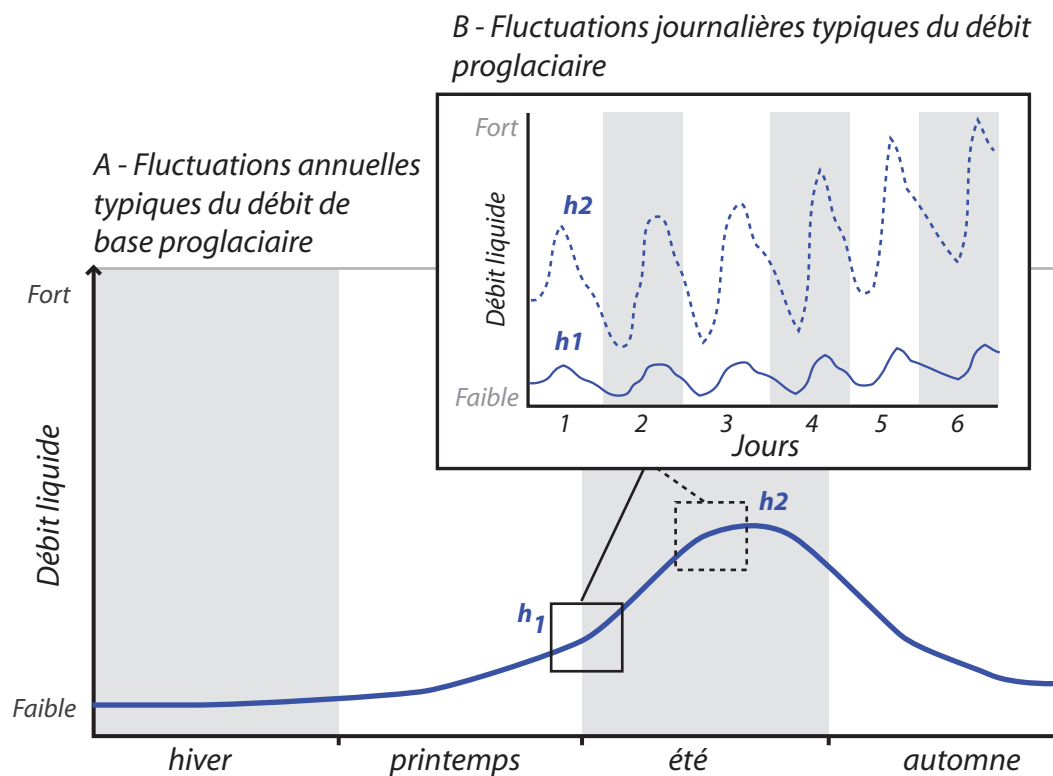 B - Fluctuations journalières typiques du débit
proglaciaire
A - Fluctuations annuelles
typiques du débit de
base proglaciaire
Fort
Débit liquide
Faible
h2
h1
1 2 3 4 5 6
Jours
Fort
Débit liquide
Faible
h1
h2
hiver printemps été automne